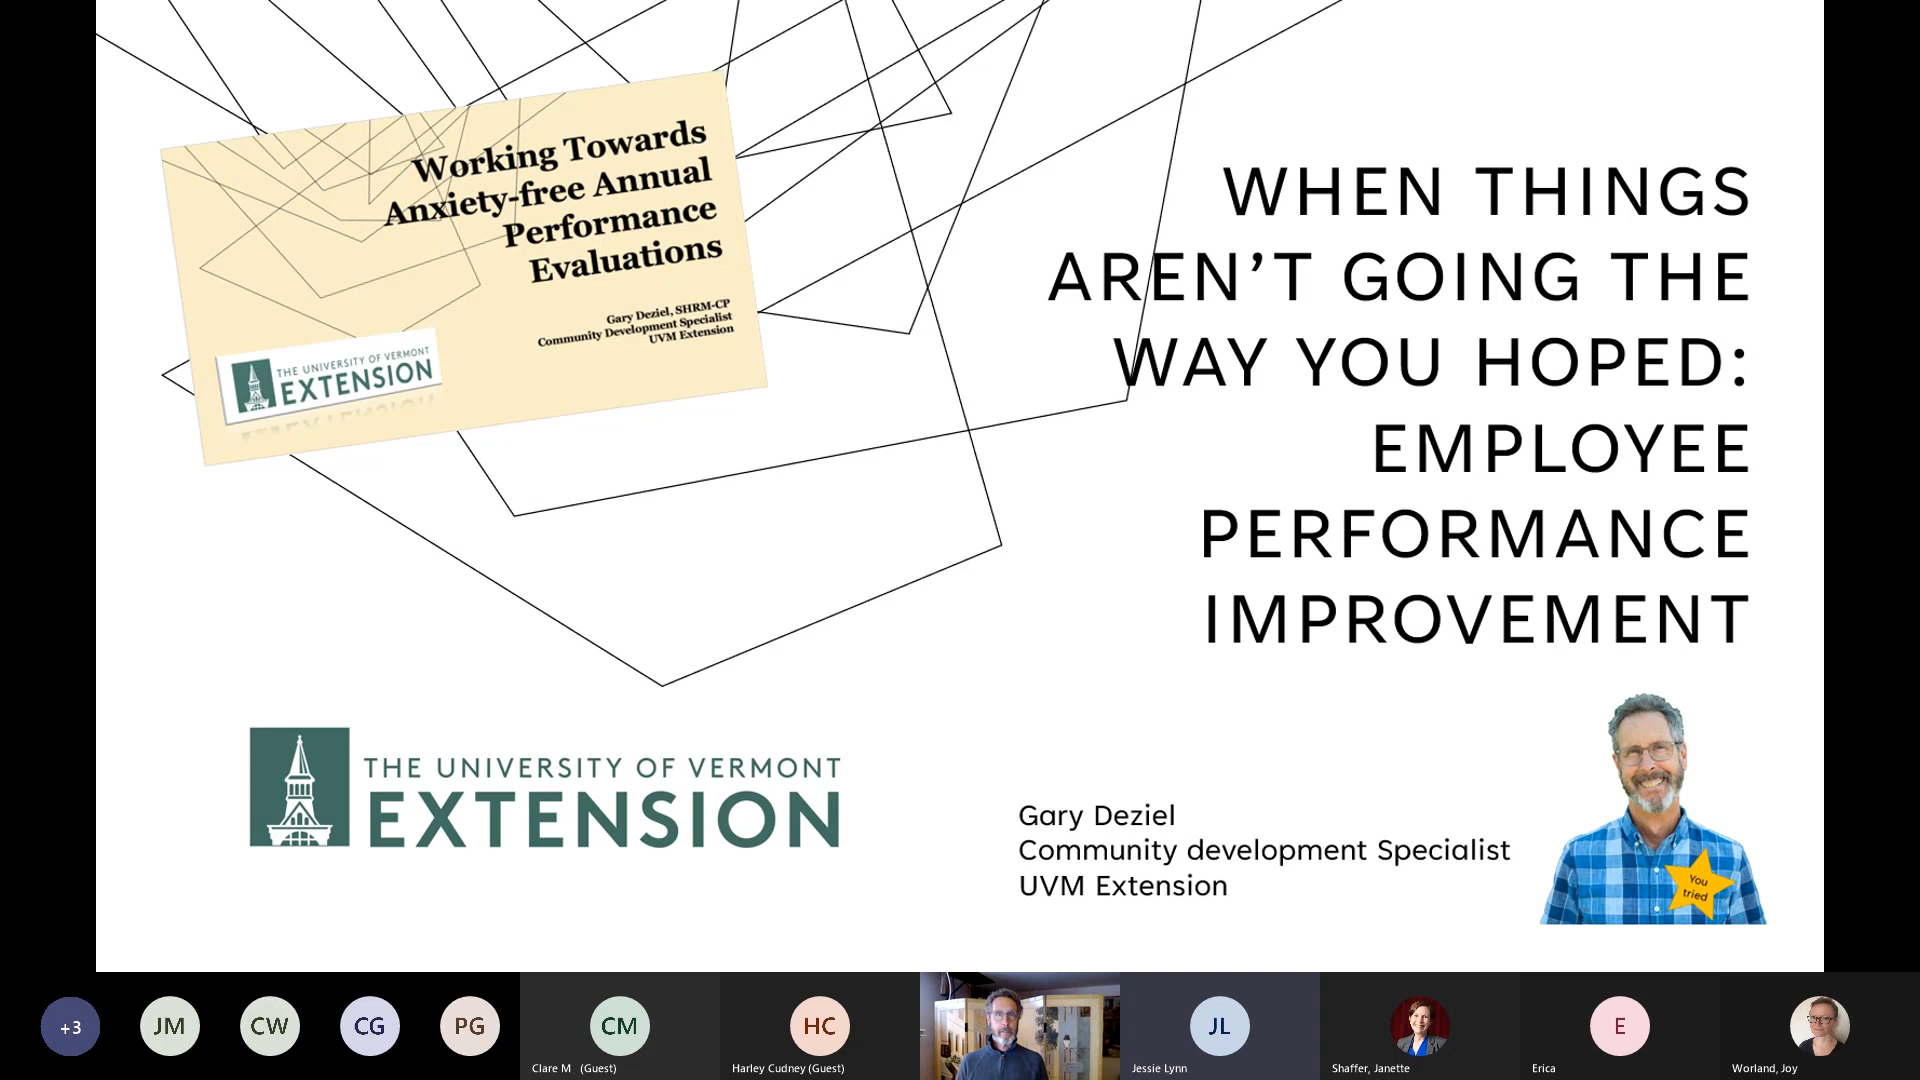 Working Towards
Anxiety-free Annual
Performance
Evaluations
Gary Deziel, SHRM-CP
Community Development Specialist
UVM Extension
THE UNIVERSITY OF VERMONT
EXTENSION
WHEN THINGS
AREN’T GOING THE
WAY YOU HOPED:
EMPLOYEE
PERFORMANCE
IMPROVEMENT
THE UNIVERSITY OF VERMONT
EXTENSION
Gary Deziel
Community development Specialist
UVM Extension
You
tried
+3
JM
CW
CG
PG
CM
Clare M (Guest)
HC
Harley Cudney (Guest)
JL
Jessie Lynn
Shaffer, Janette
E
Erica
Worland, Joy